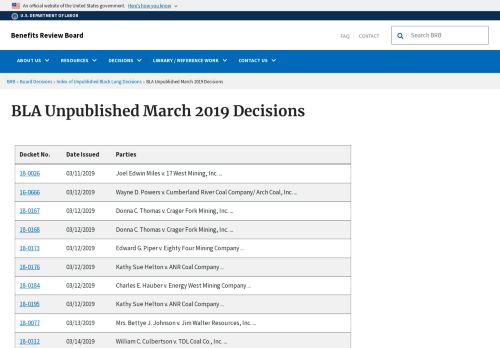 An official website of the United States government. Here's how you know
U.S. DEPARTMENT OF LABOR
Benefits Review Board
FAQ CONTACT
Search BRB
ABOUT US RESOURCES DECISIONS LIBRARY / REFERENCE WORK CONTACT US
BRB › Board Decisions › Index of Unpublished Black Lung Decisions › BLA Unpublished March 2019 Decisions
BLA Unpublished March 2019 Decisions
Docket No. Date Issued Parties
18-0026 03/11/2019 Joel Edwin Miles v. 17 West Mining, Inc. ...
16-0666 03/12/2019 Wayne D. Powers v. Cumberland River Coal Company/ Arch Coal, Inc. ...
18-0167 03/12/2019 Donna C. Thomas v. Crager Fork Mining, Inc. ...
18-0168 03/12/2019 Donna C. Thomas v. Crager Fork Mining, Inc. ...
18-0173 03/12/2019 Edward G. Piper v. Eighty Four Mining Company ...
18-0176 03/12/2019 Kathy Sue Helton v. ANR Coal Company ...
18-0184 03/12/2019 Charles E. Hauber v. Energy West Mining Company ...
18-0195 03/12/2019 Kathy Sue Helton v. ANR Coal Company ...
18-0077 03/13/2019 Mrs. Bettye J. Johnson v. Jim Walter Resources, Inc. ...
18-0312 03/14/2019 William C. Culbertson v. TDL Coal Co., Inc. ...